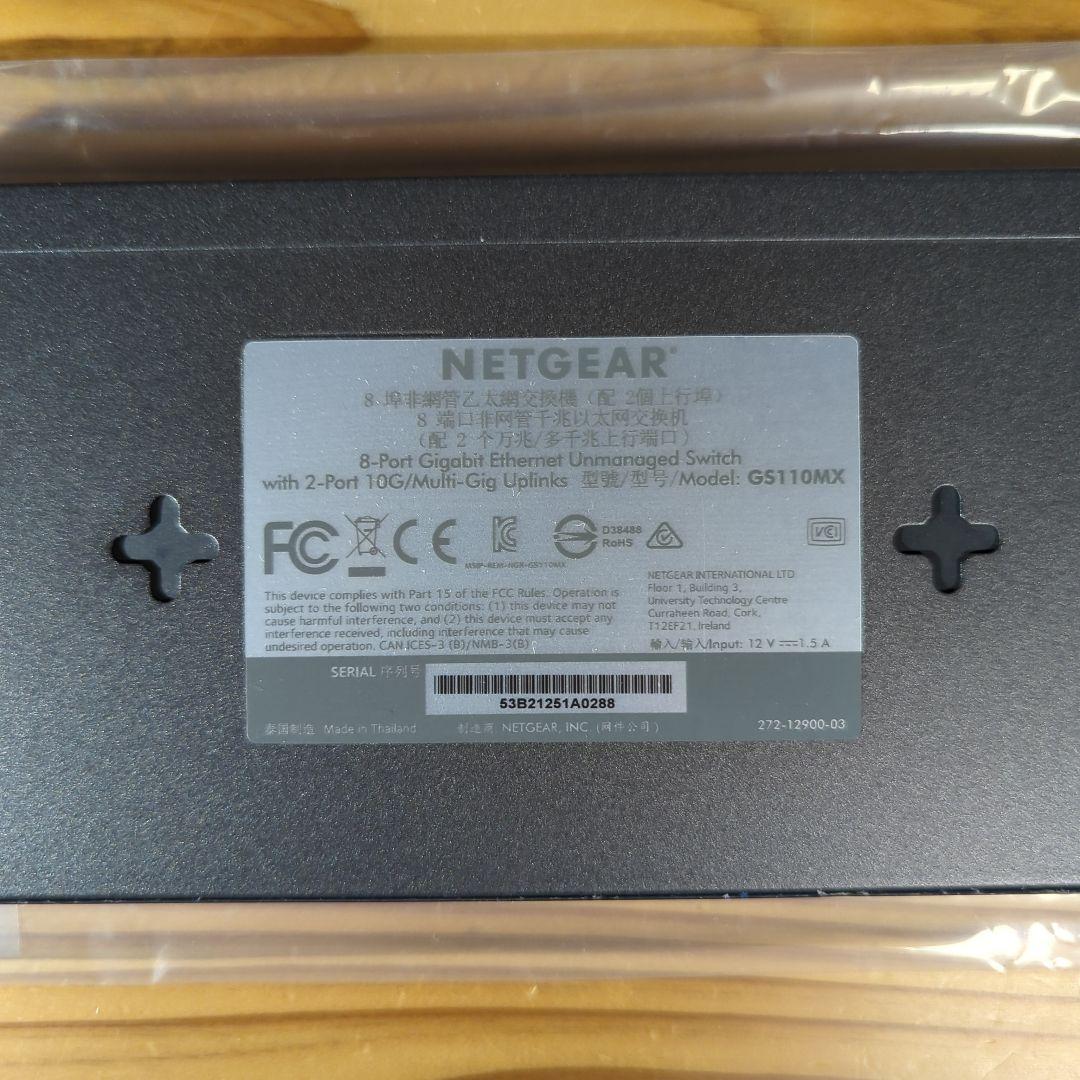 NETGEAR®
8 埠非網管乙太網交換機（配 2個上行埠）
8 端口非网管千兆以太网交换机
（配 2 个万兆/多千兆上行端口）
8-Port Gigabit Ethernet Unmanaged Switch
with 2-Port 10G/Multi-Gig Uplinks 型號/型号/Model: GS110MX
FC CE
D38488
RoHS
VCI
MSIP-REM-NGR-GS110MX
This device complies with Part 15 of the FCC Rules. Operation is
subject to the following two conditions: (1) this device may not
cause harmful interference, and (2) this device must accept any
interference received, including interference that may cause
undesired operation. CAN ICES-3 (B)/NMB-3(B)
NETGEAR INTERNATIONAL LTD
Floor 1, Building 3,
University Technology Centre
Curraheen Road, Cork,
T12EF21, Ireland
輸入/输入/Input: 12 V ⎓ 1.5 A
SERIAL 序列号
53B21251A0288
泰国制造 Made in Thailand 制造商 NETGEAR, INC. (网件公司) 272-12900-03